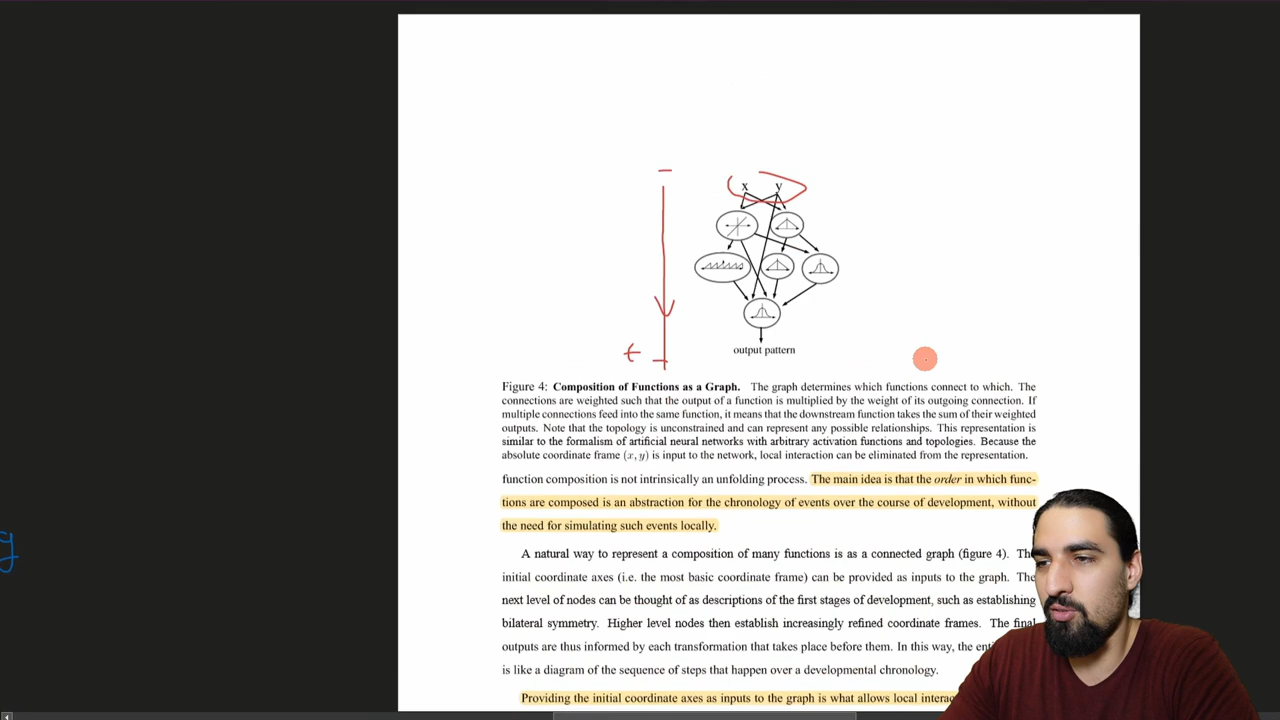 x y
output pattern
t
Figure 4: Composition of Functions as a Graph. The graph determines which functions connect to which. The
connections are weighted such that the output of a function is multiplied by the weight of its outgoing connection. If
multiple connections feed into the same function, it means that the downstream function takes the sum of their weighted
outputs. Note that the topology is unconstrained and can represent any possible relationships. This representation is
similar to the formalism of artificial neural networks with arbitrary activation functions and topologies. Because the
absolute coordinate frame (x, y) is input to the network, local interaction can be eliminated from the representation.
function composition is not intrinsically an unfolding process. The main idea is that the order in which func-
tions are composed is an abstraction for the chronology of events over the course of development, without
the need for simulating such events locally.
A natural way to represent a composition of many functions is as a connected graph (figure 4). The
initial coordinate axes (i.e. the most basic coordinate frame) can be provided as inputs to the graph. The
next level of nodes can be thought of as descriptions of the first stages of development, such as establishing
bilateral symmetry. Higher level nodes then establish increasingly refined coordinate frames. The final
outputs are thus informed by each transformation that takes place before them. In this way, the
is like a diagram of the sequence of steps that happen over a developmental chronology.
Providing the initial coordinate axes as inputs to the graph is what allows local